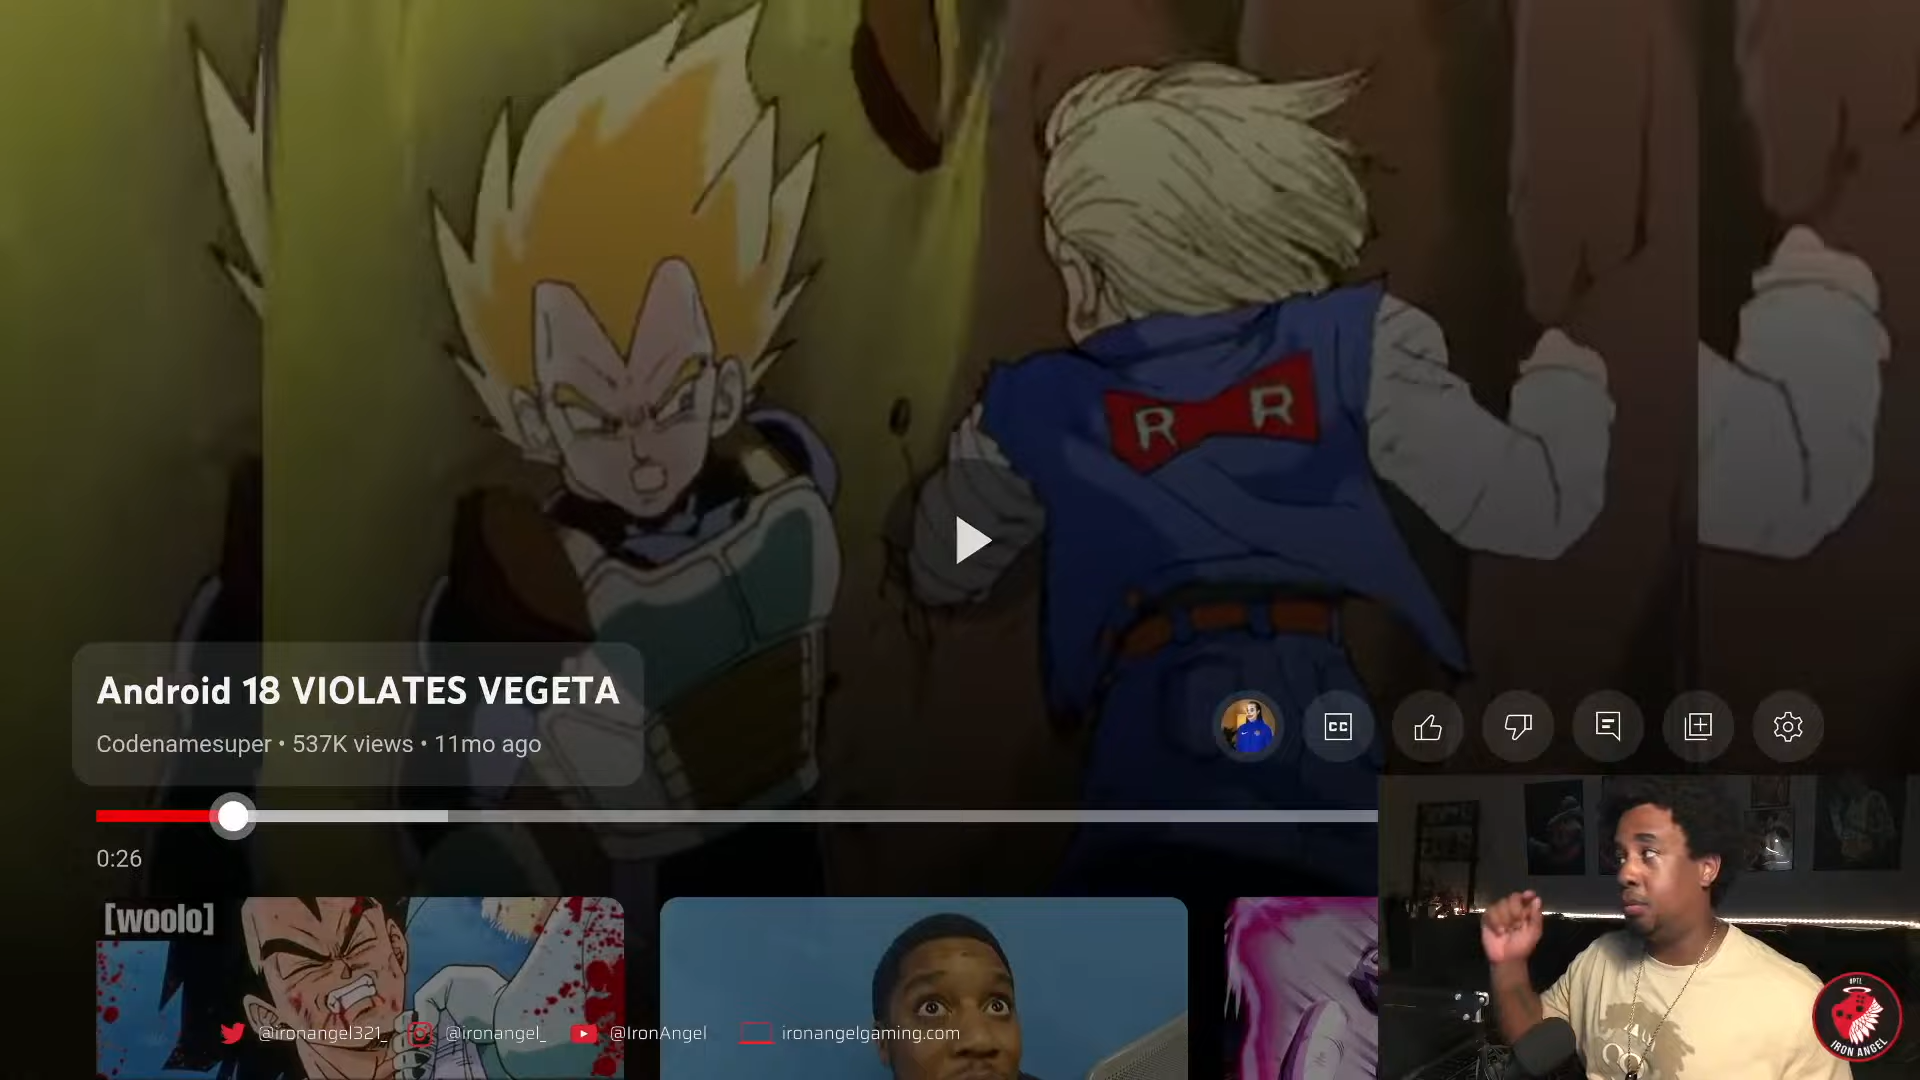 R R
Android 18 VIOLATES VEGETA
Codenamesuper • 537K views • 11mo ago
CC
0:26
[woolo]
@ironangel321_ @ironangel_ @IronAngel ironangelgaming.com
IRON ANGEL